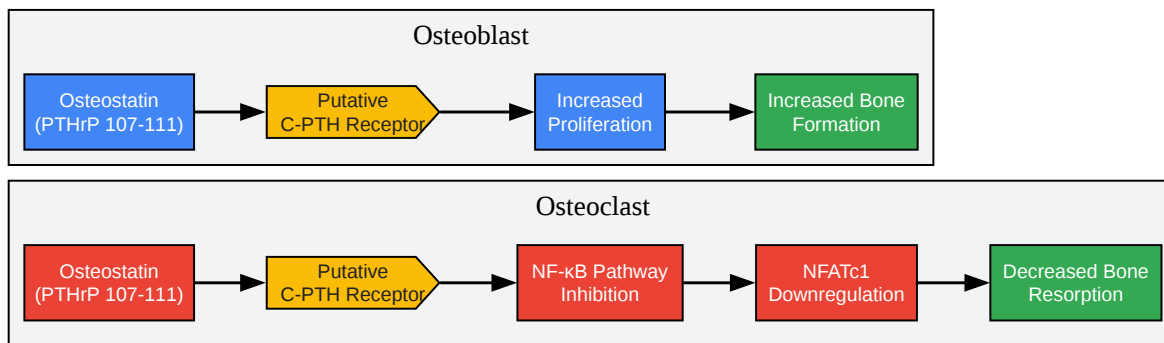 Osteoblast
Osteostatin
(PTHrP 107-111)
Putative
C-PTH Receptor
Increased
Proliferation
Increased Bone
Formation
Osteoclast
Osteostatin
(PTHrP 107-111)
Putative
C-PTH Receptor
NF-κB Pathway
Inhibition
NFATc1
Downregulation
Decreased Bone
Resorption